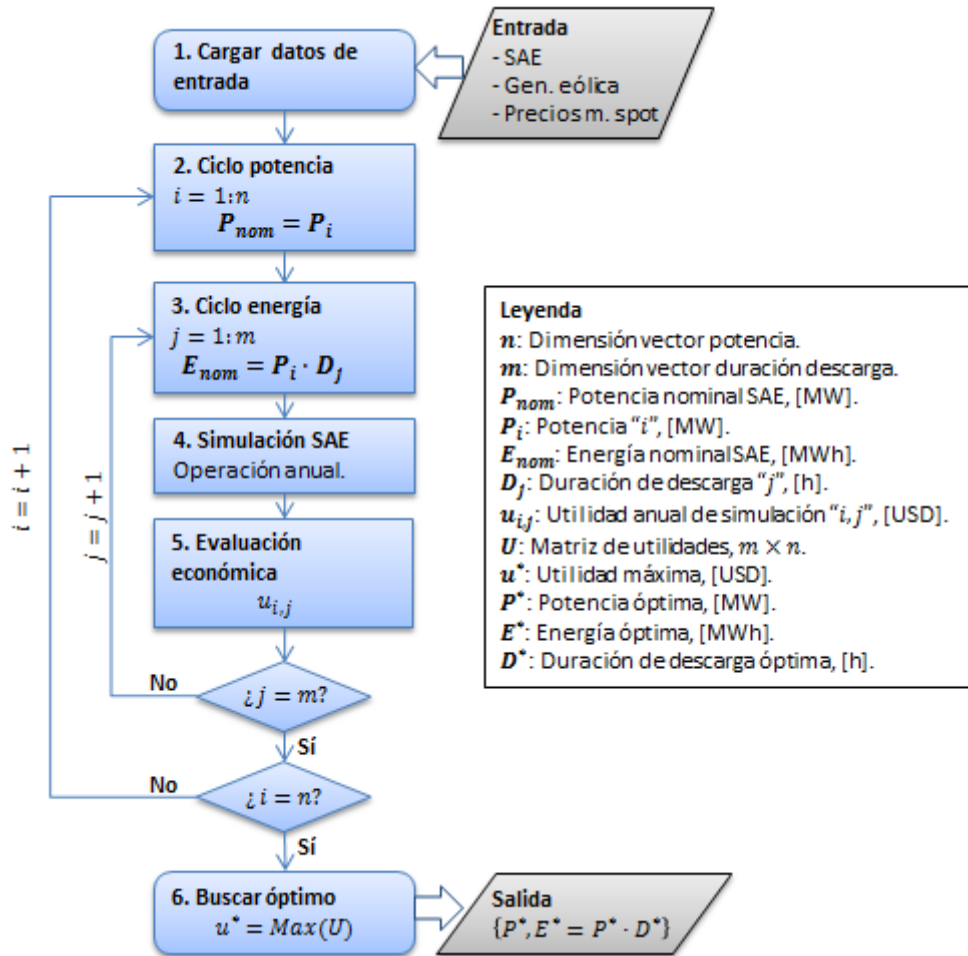 1. Cargar datos de
entrada
Entrada
- SAE
- Gen. eólica
- Precios m. spot
2. Ciclo potencia
i = 1:n
P_nom = P_i
3. Ciclo energía
j = 1:m
E_nom = P_i · D_j
4. Simulación SAE
Operación anual.
5. Evaluación
económica
u_{i,j}
¿j = m?
No
Sí
j = j + 1
¿i = n?
No
Sí
i = i + 1
6. Buscar óptimo
u* = Max(U)
Salida
{P*, E* = P* · D*}
Leyenda
n: Dimensión vector potencia.
m: Dimensión vector duración descarga.
P_nom: Potencia nominal SAE, [MW].
P_i: Potencia "i", [MW].
E_nom: Energía nominal SAE, [MWh].
D_j: Duración de descarga "j", [h].
u_{i,j}: Utilidad anual de simulación "i, j", [USD].
U: Matriz de utilidades, m × n.
u*: Utilidad máxima, [USD].
P*: Potencia óptima, [MW].
E*: Energía óptima, [MWh].
D*: Duración de descarga óptima, [h].